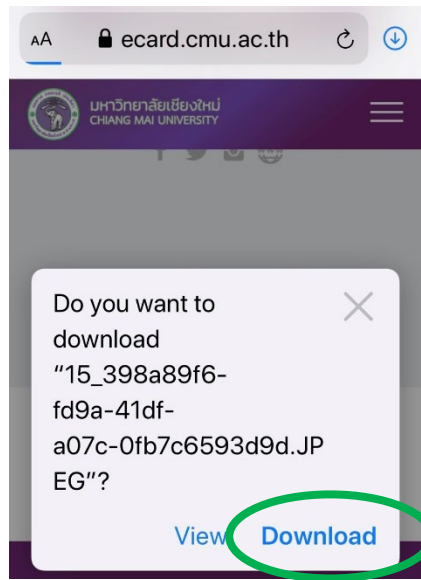 AA ecard.cmu.ac.th
มหาวิทยาลัยเชียงใหม่
CHIANG MAI UNIVERSITY
Do you want to
download
"15_398a89f6-
fd9a-41df-
a07c-0fb7c6593d9d.JP
EG"?
View Download